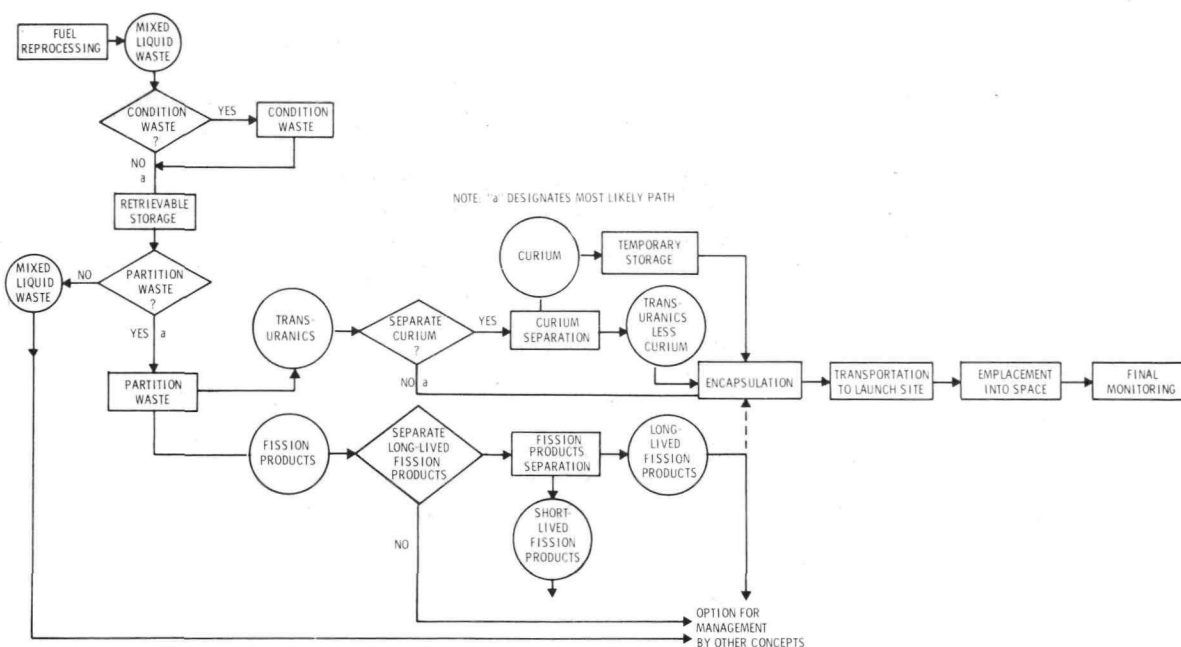 FUEL
REPROCESSING
MIXED
LIQUID
WASTE
CONDITION
WASTE
?
YES
CONDITION
WASTE
NO
a
RETRIEVABLE
STORAGE
NOTE: "a" DESIGNATES MOST LIKELY PATH
MIXED
LIQUID
WASTE
NO
PARTITION
WASTE
?
YES a
PARTITION
WASTE
CURIUM
TEMPORARY
STORAGE
TRANS-
URANICS
SEPARATE
CURIUM
?
YES
CURIUM
SEPARATION
TRANS-
URANICS
LESS
CURIUM
NO a
ENCAPSULATION
TRANSPORTATION
TO LAUNCH SITE
EMPLACEMENT
INTO SPACE
FINAL
MONITORING
FISSION
PRODUCTS
SEPARATE
LONG-LIVED
FISSION
PRODUCTS
FISSION
PRODUCTS
SEPARATION
LONG-
LIVED
FISSION
PRODUCTS
NO
SHORT-
LIVED
FISSION
PRODUCTS
OPTION FOR
MANAGEMENT
BY OTHER CONCEPTS